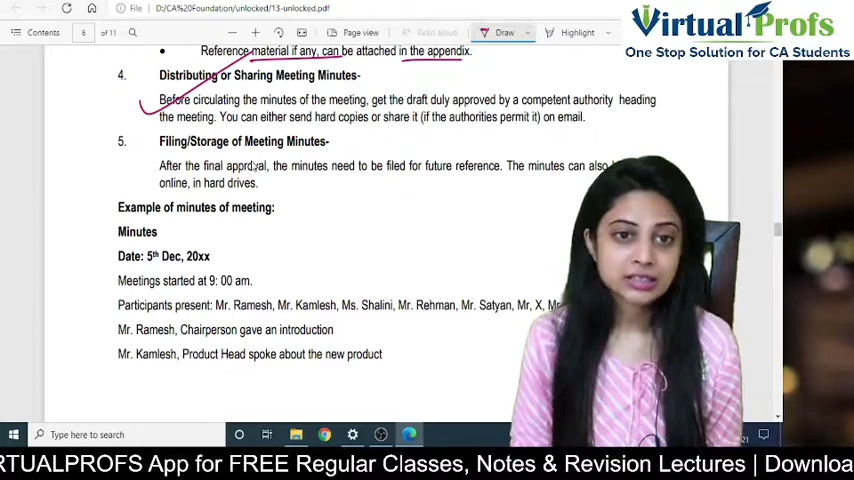 File
D:/CA%20Foundation/unlocked/13-unlocked.pdf
Contents
6
of 11
Page view
Read aloud
Draw
Highlight
Virtual Profs
One Stop Solution for CA Students
• Reference material if any, can be attached in the appendix.
4. Distributing or Sharing Meeting Minutes-
Before circulating the minutes of the meeting, get the draft duly approved by a competent authority heading
the meeting. You can either send hard copies or share it (if the authorities permit it) on email.
5. Filing/Storage of Meeting Minutes-
After the final approval, the minutes need to be filed for future reference. The minutes can also
online, in hard drives.
Example of minutes of meeting:
Minutes
Date: 5th Dec, 20xx
Meetings started at 9: 00 am.
Participants present: Mr. Ramesh, Mr. Kamlesh, Ms. Shalini, Mr. Rehman, Mr. Satyan, Mr, X,
Mr. Ramesh, Chairperson gave an introduction
Mr. Kamlesh, Product Head spoke about the new product
Type here to search
RTUALPROFS App for FREE Regular Classes, Notes & Revision Lectures | Downloa